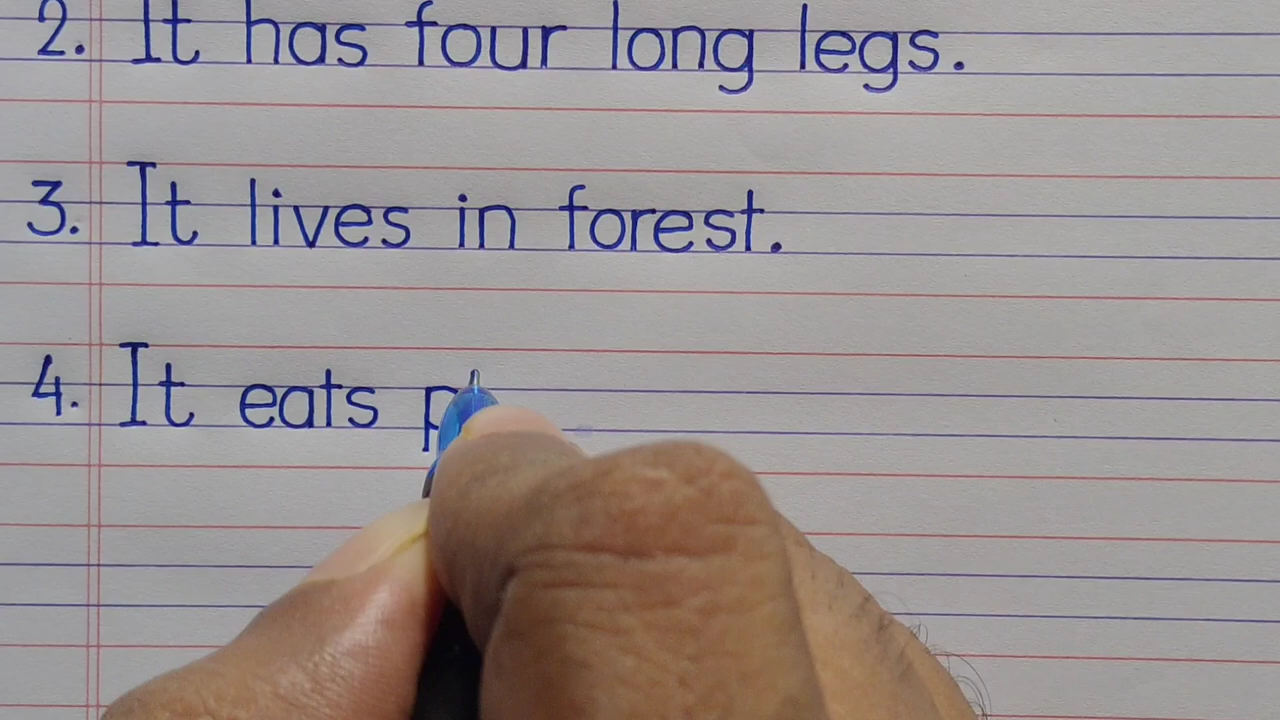 2. It has four long legs.
3. It lives in forest.
4. It eats p